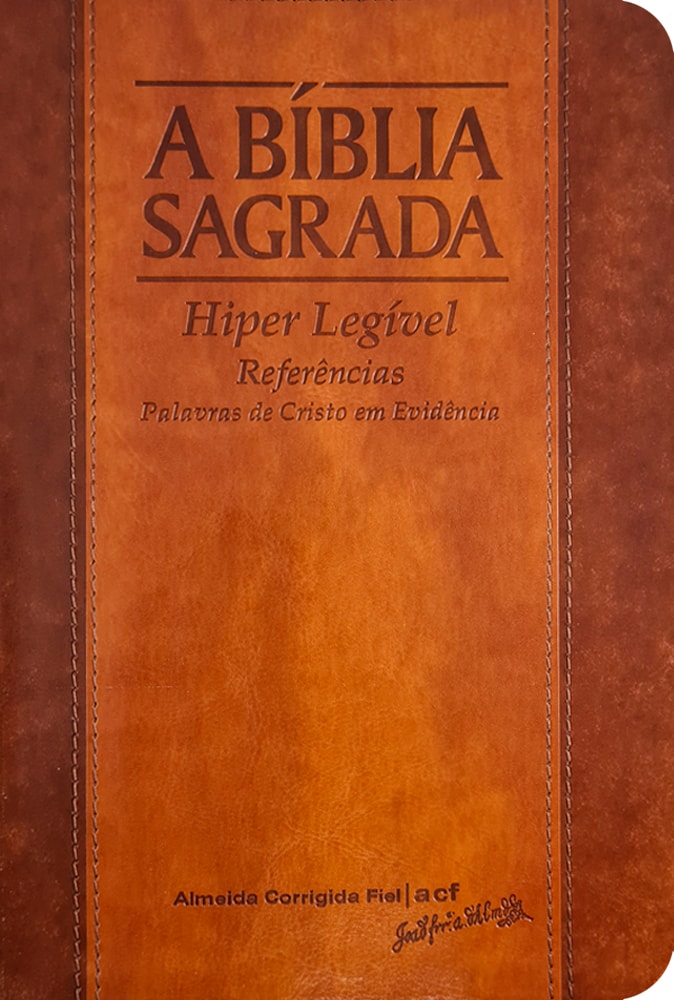 A BÍBLIA
SAGRADA
Hiper Legível
Referências
Palavras de Cristo em Evidência
Almeida Corrigida Fiel|acf